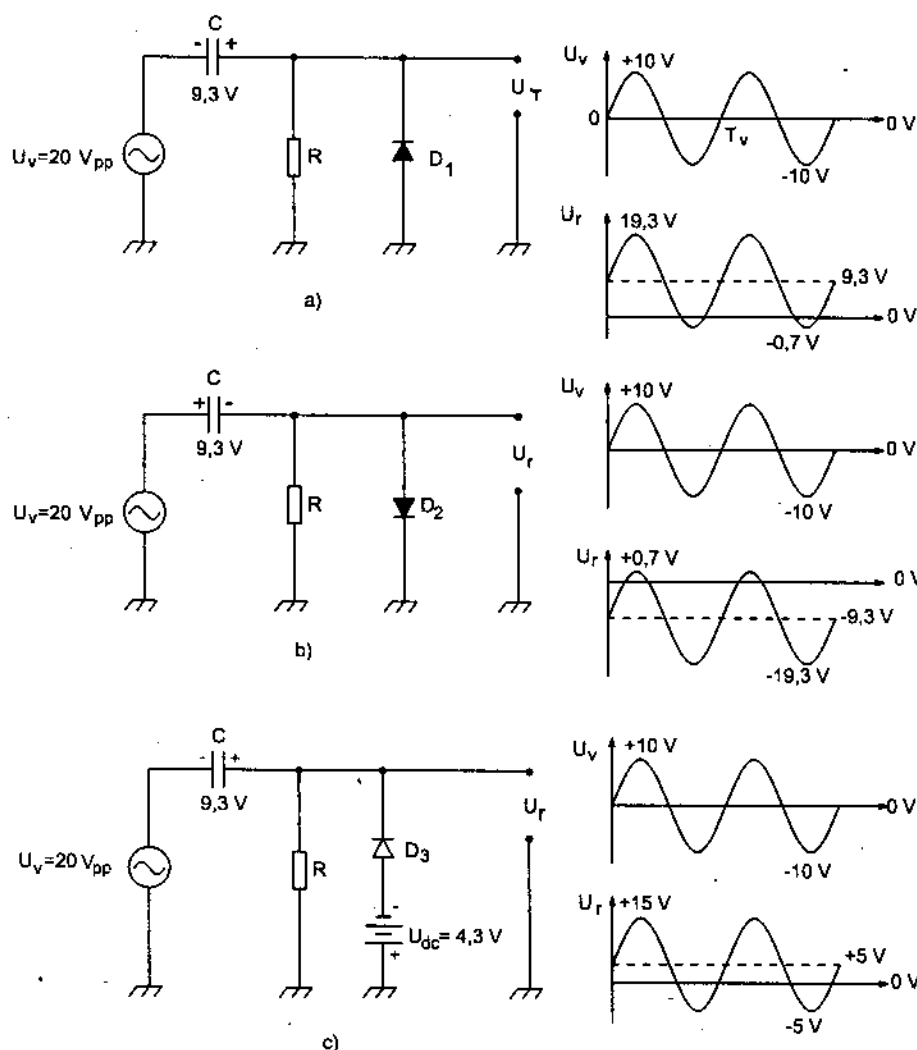 C
- +
9,3 V
U_v=20 V_pp
R
D_1
U_T
a)
U_v
+10 V
0
T_v
0 V
-10 V
U_r
19,3 V
9,3 V
0 V
-0,7 V
C
+ -
9,3 V
U_v=20 V_pp
R
D_2
U_r
b)
U_v
+10 V
0 V
-10 V
U_r
+0,7 V
0 V
-9,3 V
-19,3 V
C
- +
9,3 V
U_v=20 V_pp
R
D_3
-
U_dc= 4,3 V
+
U_r
c)
U_v
+10 V
0 V
-10 V
U_r
+15 V
+5 V
0 V
-5 V